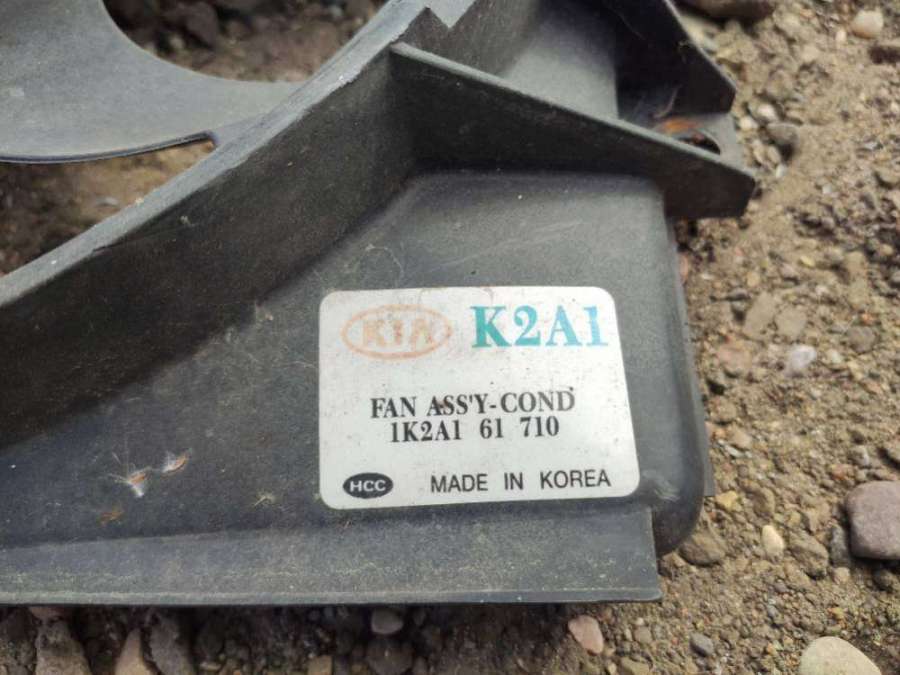 KIA K2A1
FAN ASS'Y-COND
1K2A1 61 710
HCC MADE IN KOREA